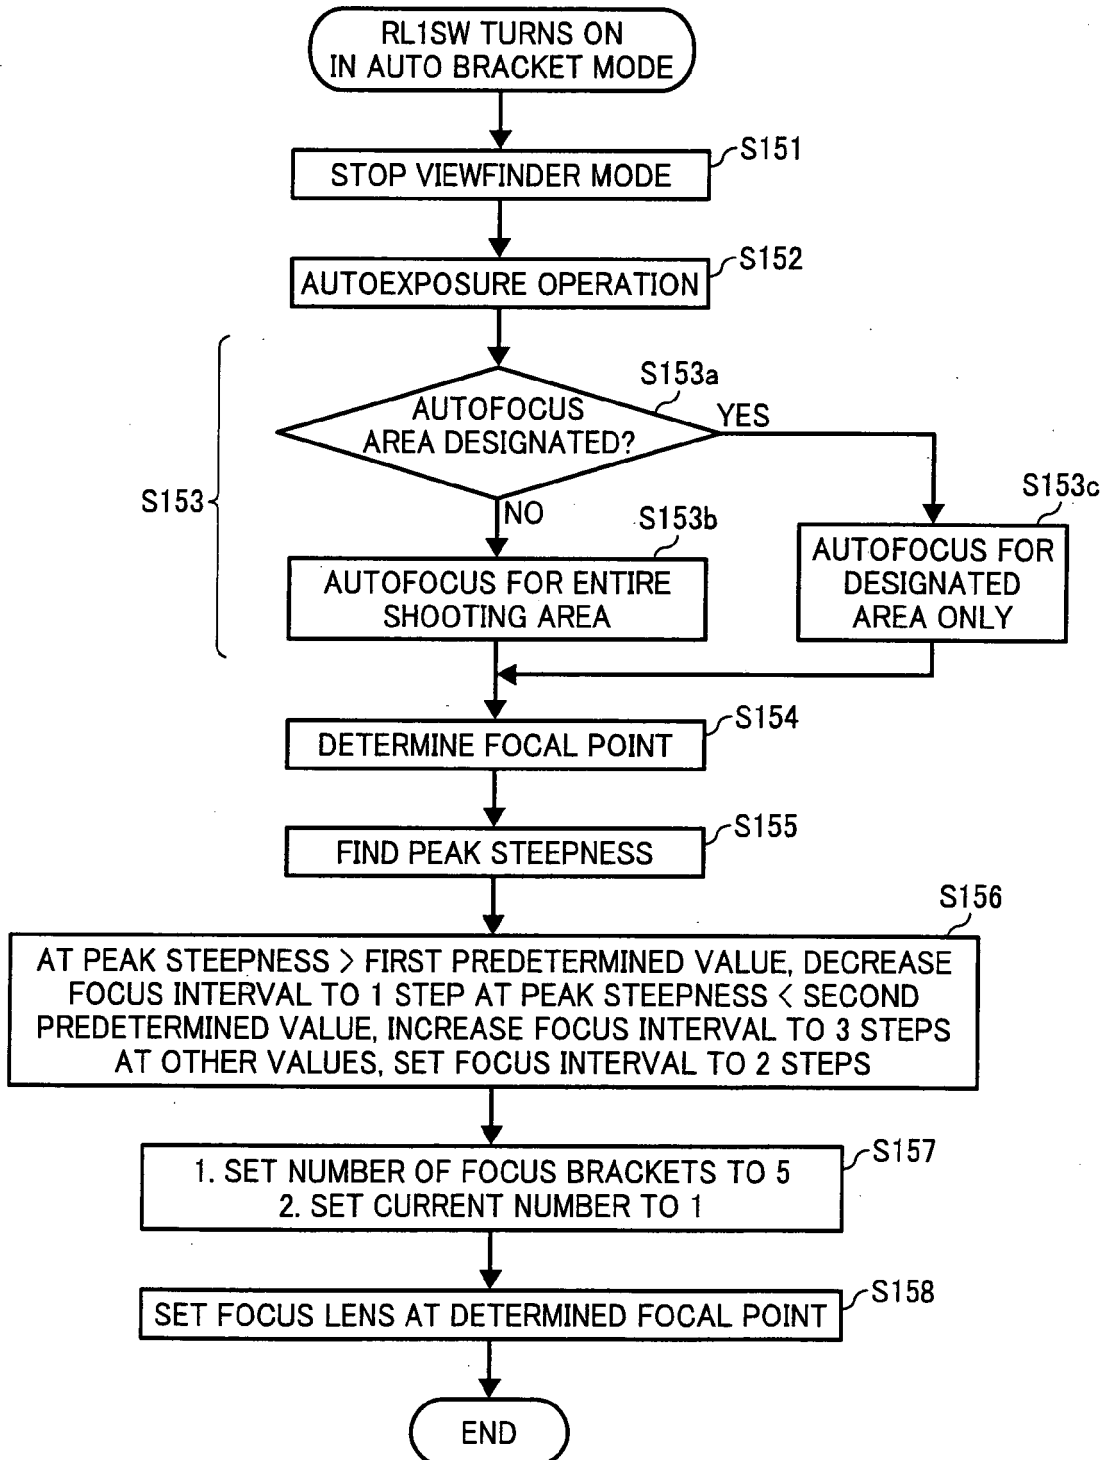 RL1SW TURNS ON
IN AUTO BRACKET MODE
S151
STOP VIEWFINDER MODE
S152
AUTOEXPOSURE OPERATION
S153
S153a
AUTOFOCUS
AREA DESIGNATED?
YES
NO
S153b
AUTOFOCUS FOR ENTIRE
SHOOTING AREA
S153c
AUTOFOCUS FOR
DESIGNATED
AREA ONLY
S154
DETERMINE FOCAL POINT
S155
FIND PEAK STEEPNESS
S156
AT PEAK STEEPNESS > FIRST PREDETERMINED VALUE, DECREASE
FOCUS INTERVAL TO 1 STEP AT PEAK STEEPNESS < SECOND
PREDETERMINED VALUE, INCREASE FOCUS INTERVAL TO 3 STEPS
AT OTHER VALUES, SET FOCUS INTERVAL TO 2 STEPS
S157
1. SET NUMBER OF FOCUS BRACKETS TO 5
2. SET CURRENT NUMBER TO 1
S158
SET FOCUS LENS AT DETERMINED FOCAL POINT
END